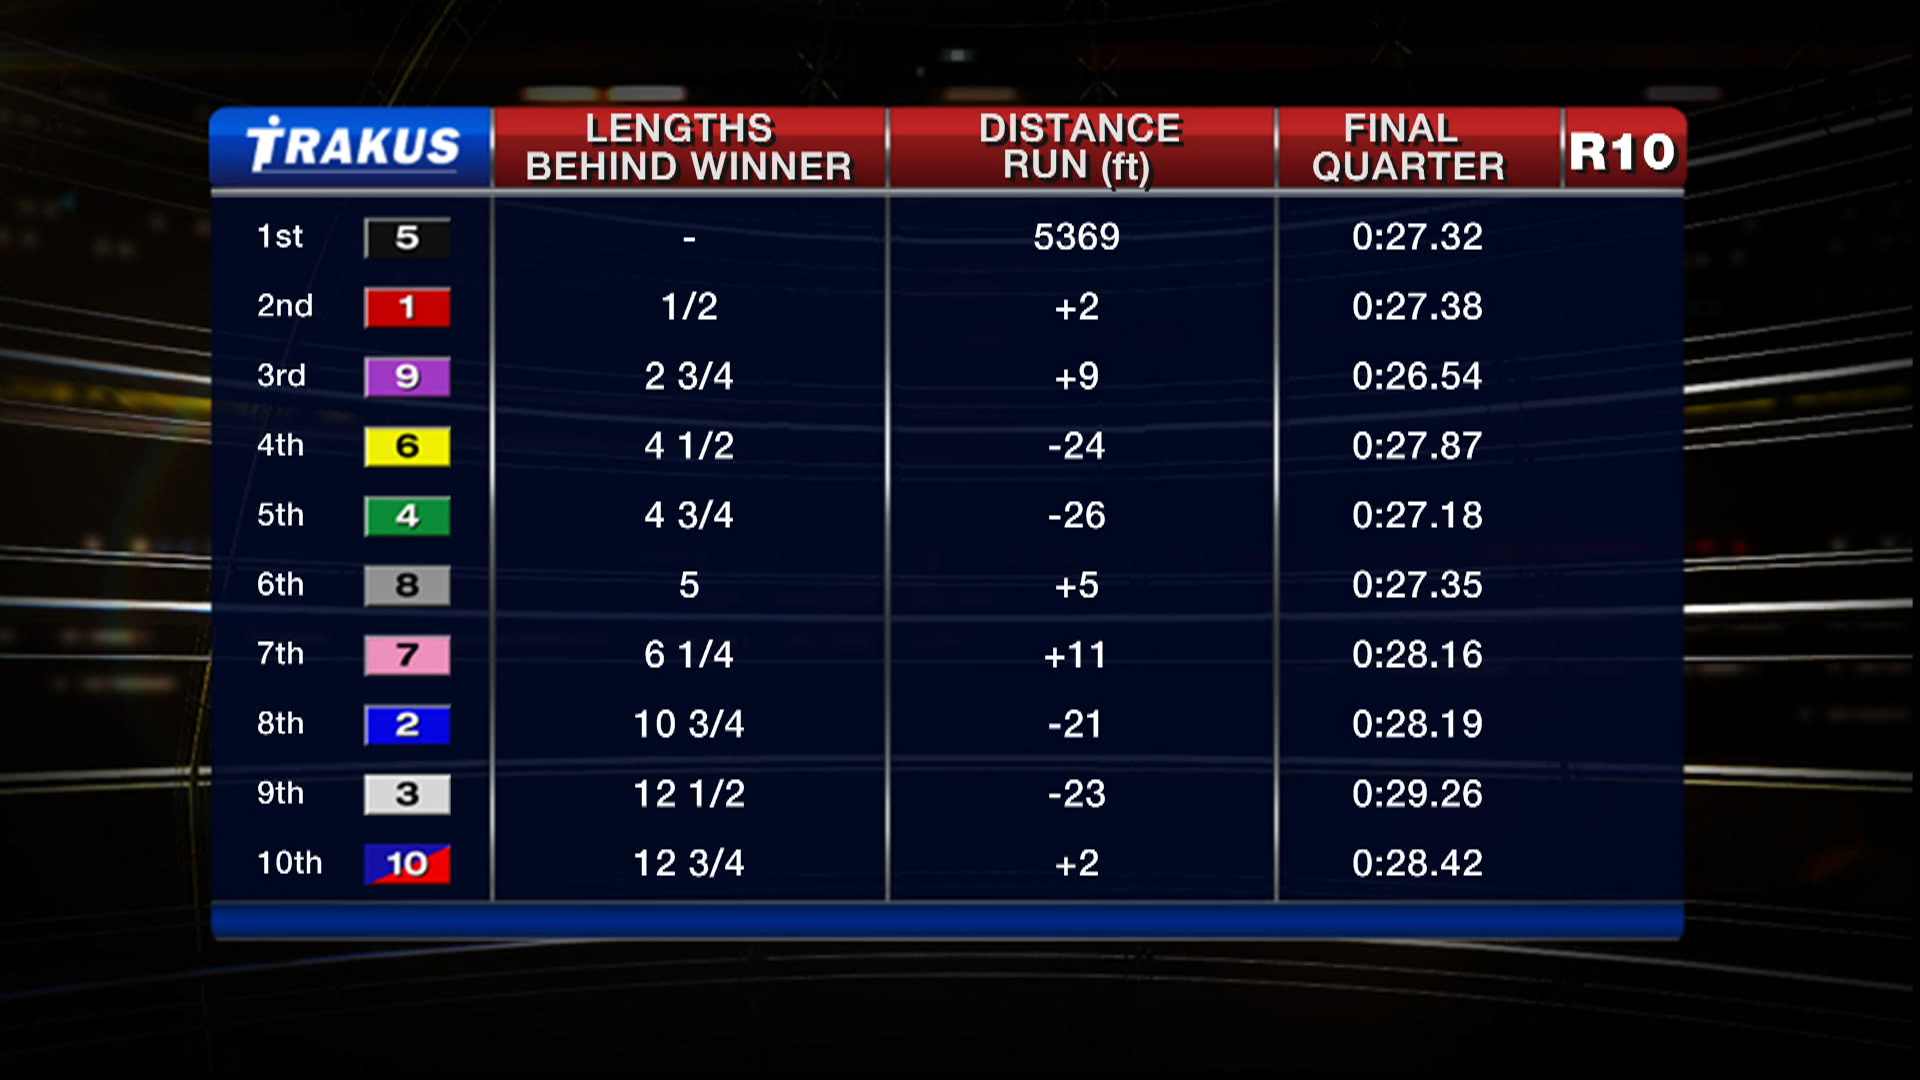 TRAKUS
LENGTHS
BEHIND WINNER
DISTANCE
RUN (ft)
FINAL
QUARTER
R10
1st 5 - 5369 0:27.32
2nd 1 1/2 +2 0:27.38
3rd 9 2 3/4 +9 0:26.54
4th 6 4 1/2 -24 0:27.87
5th 4 4 3/4 -26 0:27.18
6th 8 5 +5 0:27.35
7th 7 6 1/4 +11 0:28.16
8th 2 10 3/4 -21 0:28.19
9th 3 12 1/2 -23 0:29.26
10th 10 12 3/4 +2 0:28.42